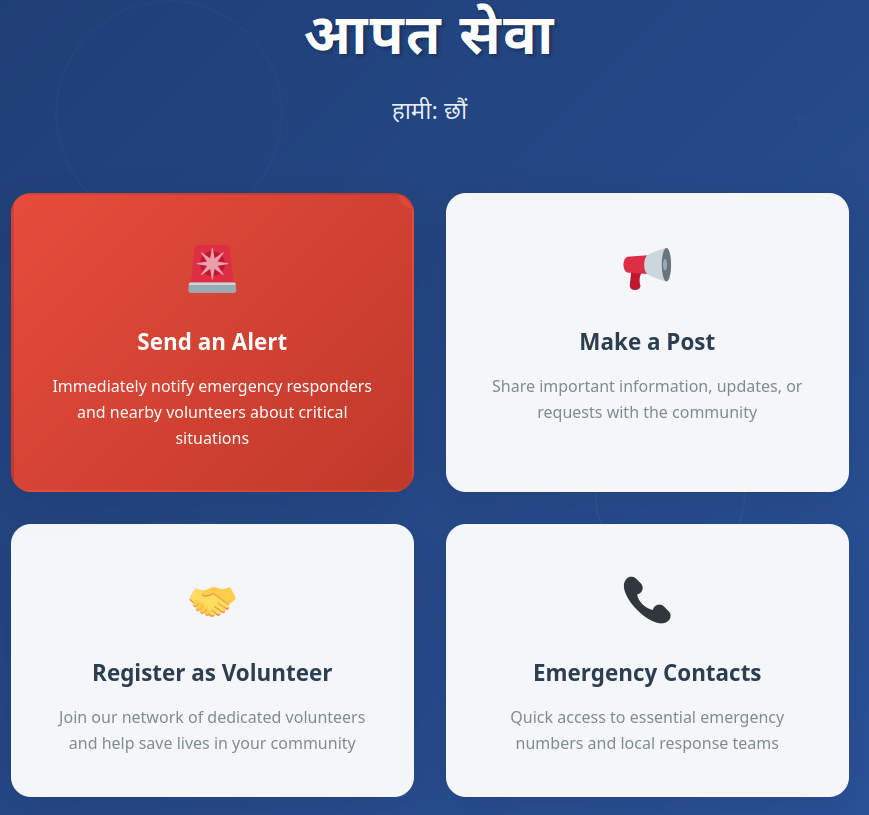 आपत सेवा
हामी: छौं
Send an Alert
Immediately notify emergency responders
and nearby volunteers about critical
situations
Make a Post
Share important information, updates, or
requests with the community
Register as Volunteer
Join our network of dedicated volunteers
and help save lives in your community
Emergency Contacts
Quick access to essential emergency
numbers and local response teams